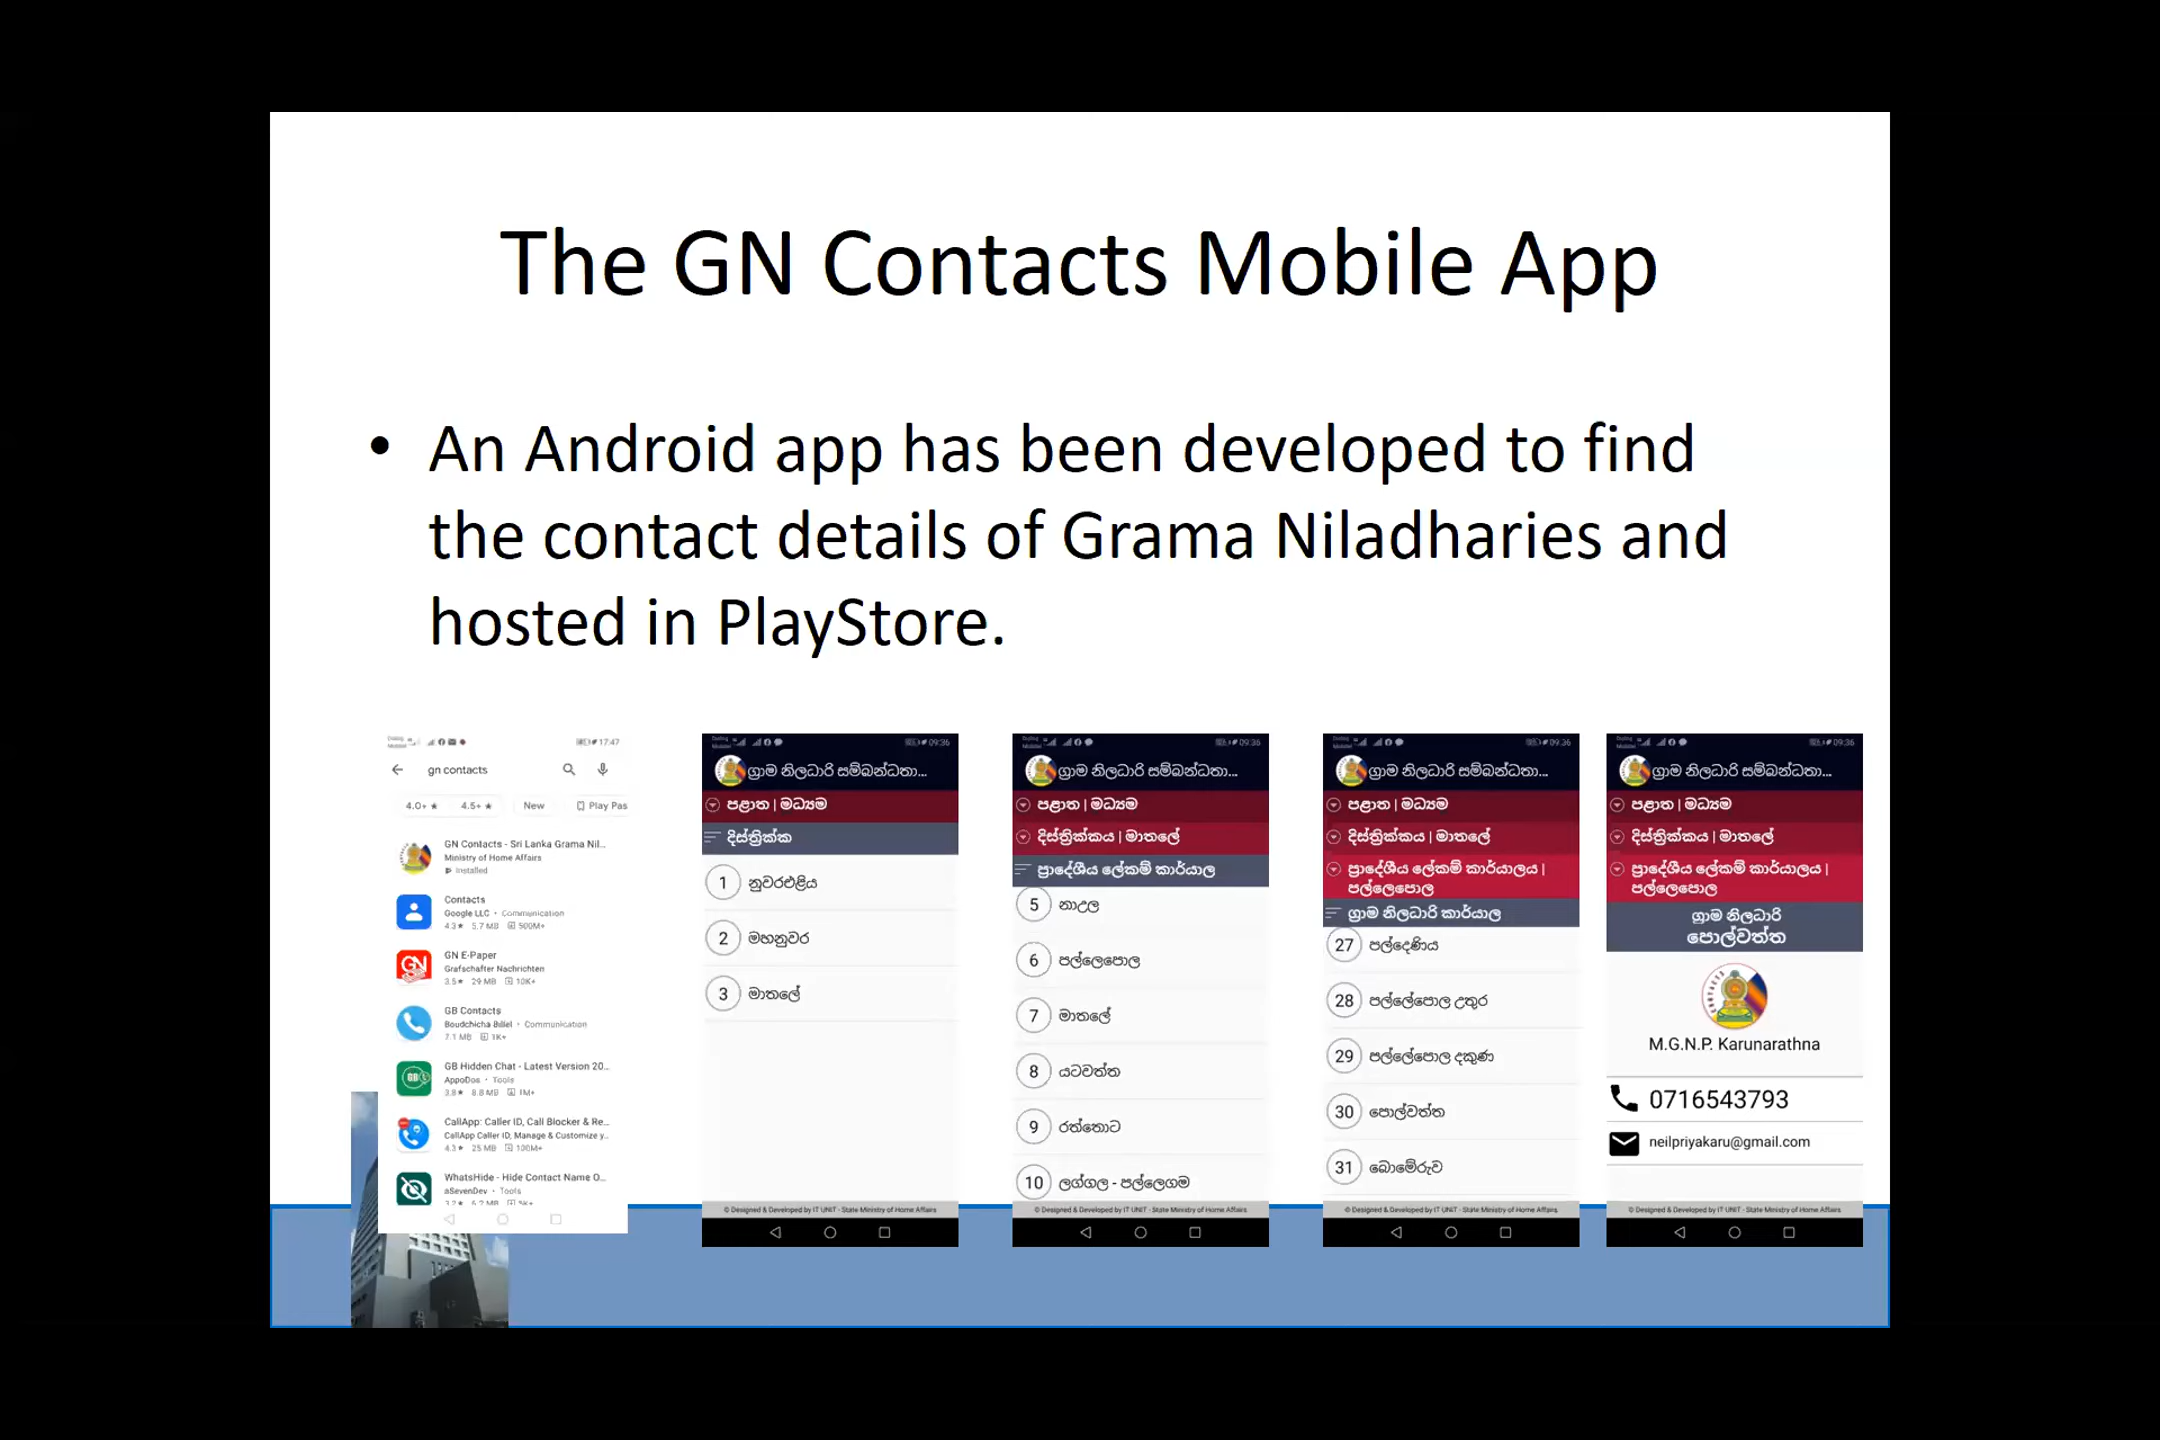 The GN Contacts Mobile App
• An Android app has been developed to find
the contact details of Grama Niladharies and
hosted in PlayStore.
17:47
gn contacts
4.0+ ★ 4.5+ ★ New Play Pas
GN Contacts - Sri Lanka Grama Nil...
Ministry of Home Affairs
Installed
Contacts
Google LLC • Communication
4.3★ 5.7 MB 500M+
GN E-Paper
Grafschafter Nachrichten
3.5★ 29 MB 10K+
GB Contacts
Boudchicha Billel • Communication
7.1 MB 1K+
GB Hidden Chat - Latest Version 20...
AppoDos • Tools
3.8★ 8.8 MB 1M+
CallApp: Caller ID, Call Blocker & Re...
CallApp Caller ID, Manage & Customize y...
4.3★ 25 MB 100M+
WhatsHide - Hide Contact Name O...
aSevenDev • Tools
09:36
ග්‍රාම නිලධාරි සම්බන්ධතා...
පළාත | මධ්‍යම
දිස්ත්‍රික්ක
1 නුවරඑළිය
2 මහනුවර
3 මාතලේ
© Designed & Developed by IT UNIT - State Ministry of Home Affairs
09:36
ග්‍රාම නිලධාරි සම්බන්ධතා...
පළාත | මධ්‍යම
දිස්ත්‍රික්කය | මාතලේ
ප්‍රාදේශීය ලේකම් කාර්යාල
5 නාඋල
6 පල්ලෙපොල
7 මාතලේ
8 යටවත්ත
9 රත්තොට
10 ලග්ගල - පල්ලෙගම
© Designed & Developed by IT UNIT - State Ministry of Home Affairs
09:36
ග්‍රාම නිලධාරි සම්බන්ධතා...
පළාත | මධ්‍යම
දිස්ත්‍රික්කය | මාතලේ
ප්‍රාදේශීය ලේකම් කාර්යාලය |
පල්ලෙපොල
ග්‍රාම නිලධාරි කාර්යාල
27 පල්දෙණිය
28 පල්ලේපොල උතුර
29 පල්ලේපොල දකුණ
30 පොල්වත්ත
31 බොමේරුව
© Designed & Developed by IT UNIT - State Ministry of Home Affairs
09:36
ග්‍රාම නිලධාරි සම්බන්ධතා...
පළාත | මධ්‍යම
දිස්ත්‍රික්කය | මාතලේ
ප්‍රාදේශීය ලේකම් කාර්යාලය |
පල්ලෙපොල
ග්‍රාම නිලධාරි
පොල්වත්ත
M.G.N.P. Karunarathna
0716543793
neilpriyakaru@gmail.com
© Designed & Developed by IT UNIT - State Ministry of Home Affairs